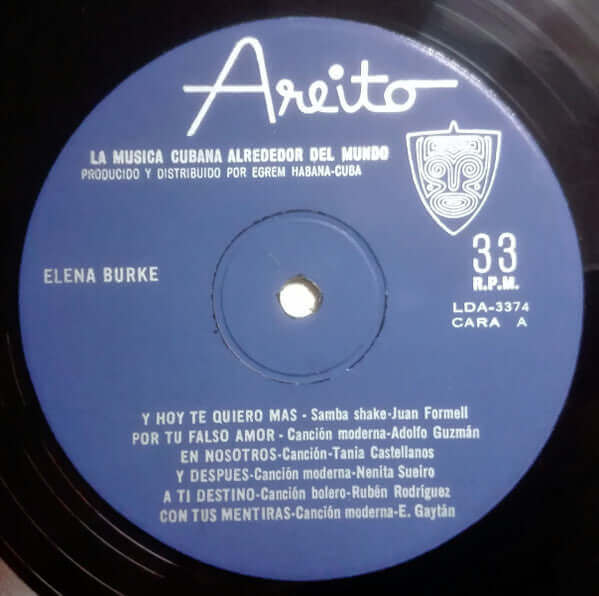 Areito
LA MUSICA CUBANA ALREDEDOR DEL MUNDO
PRODUCIDO Y DISTRIBUIDO POR EGREM HABANA-CUBA
ELENA BURKE
33
R.P.M.
LDA-3374
CARA A
Y HOY TE QUIERO MAS - Samba shake-Juan Formell
POR TU FALSO AMOR - Canción moderna-Adolfo Guzmán
EN NOSOTROS-Canción-Tania Castellanos
Y DESPUES-Canción moderna-Nenita Sueiro
A TI DESTINO-Canción bolero-Rubén Rodríguez
CON TUS MENTIRAS-Canción moderna-E. Gaytán